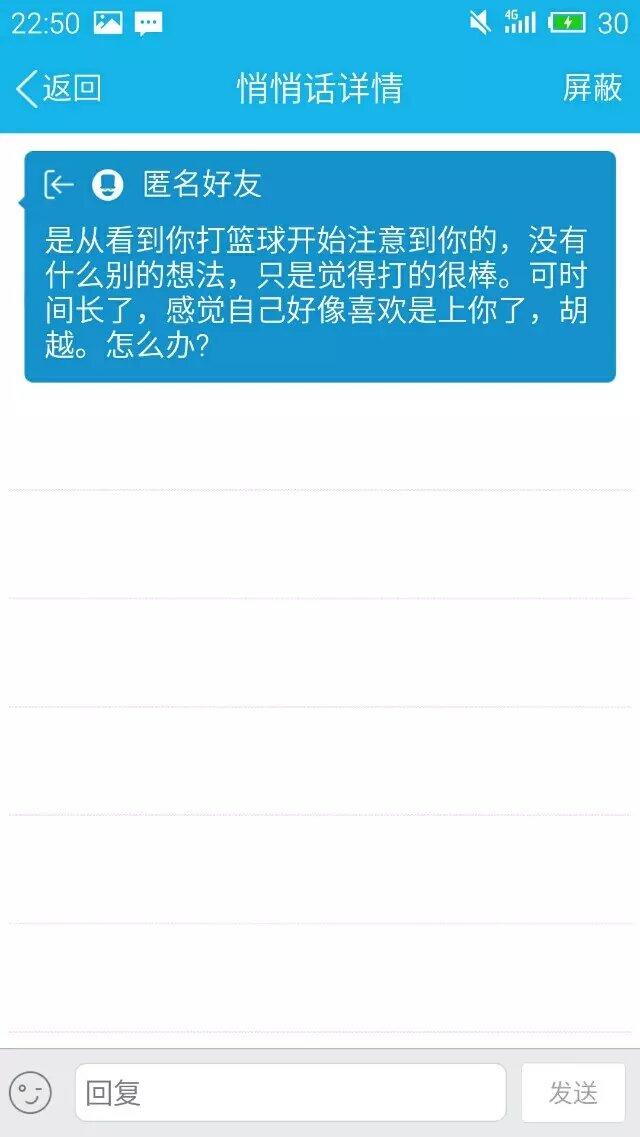 22:50 4G 30
返回 悄悄话详情 屏蔽
匿名好友
是从看到你打篮球开始注意到你的，没有
什么别的想法，只是觉得打的很棒。可时
间长了，感觉自己好像喜欢是上你了，胡
越。怎么办?
回复 发送